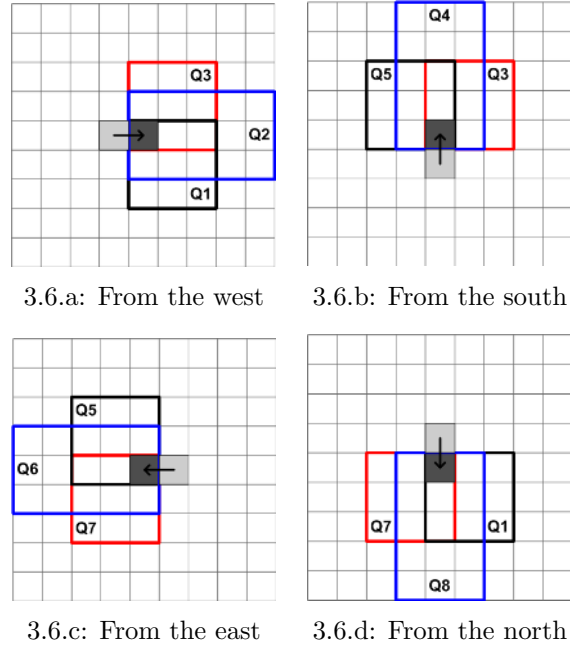 Q3
Q2
Q1
Q4
Q5
Q3
3.6.a: From the west
3.6.b: From the south
Q5
Q6
Q7
Q7
Q1
Q8
3.6.c: From the east
3.6.d: From the north